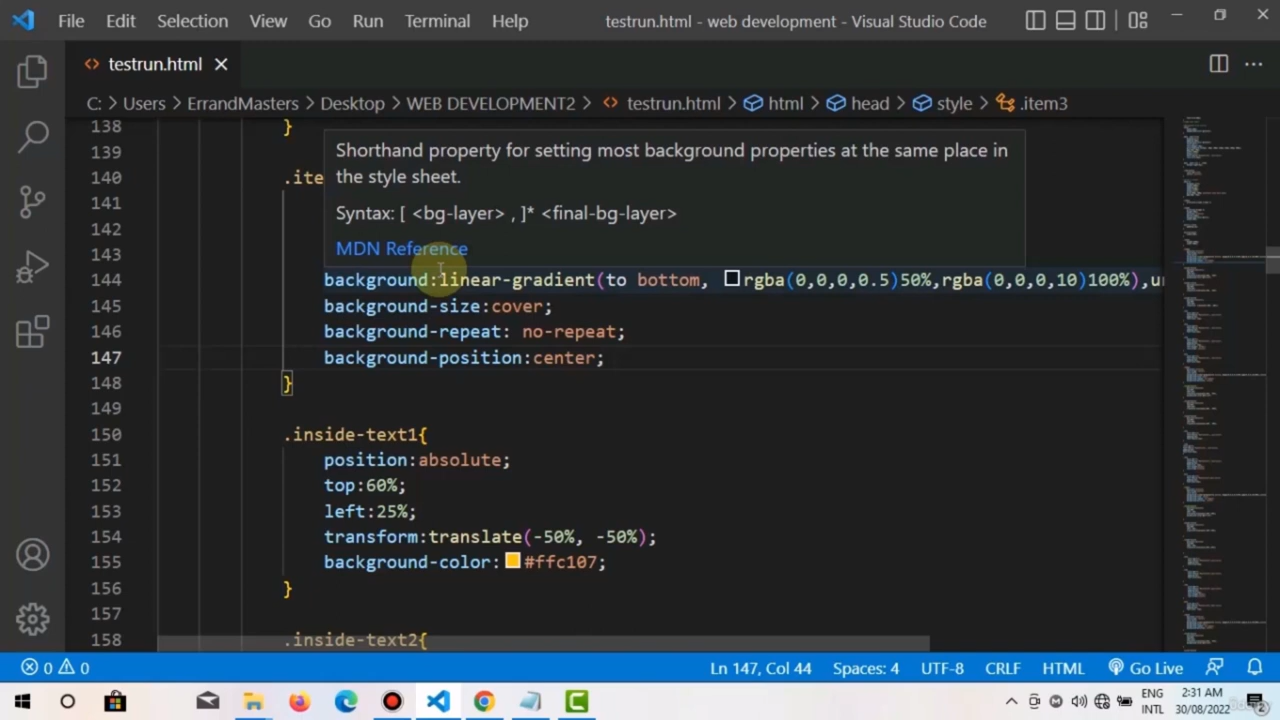 File Edit Selection View Go Run Terminal Help testrun.html - web development - Visual Studio Code
testrun.html
C: > Users > ErrandMasters > Desktop > WEB DEVELOPMENT2 > testrun.html > html > head > style > .item3
138 }
139
Shorthand property for setting most background properties at the same place in
140 .ite
the style sheet.
141
Syntax: [ <bg-layer> , ]* <final-bg-layer>
142
143
MDN Reference
144 background:linear-gradient(to bottom, rgba(0,0,0,0.5)50%,rgba(0,0,0,10)100%),u
145 background-size:cover;
146 background-repeat: no-repeat;
147 background-position:center;
148 }
149
150 .inside-text1{
151 position:absolute;
152 top:60%;
153 left:25%;
154 transform:translate(-50%, -50%);
155 background-color: #ffc107;
156 }
157
158 .inside-text2{
0 0 Ln 147, Col 44 Spaces: 4 UTF-8 CRLF HTML Go Live
ENG 2:31 AM
INTL 30/08/2022 2